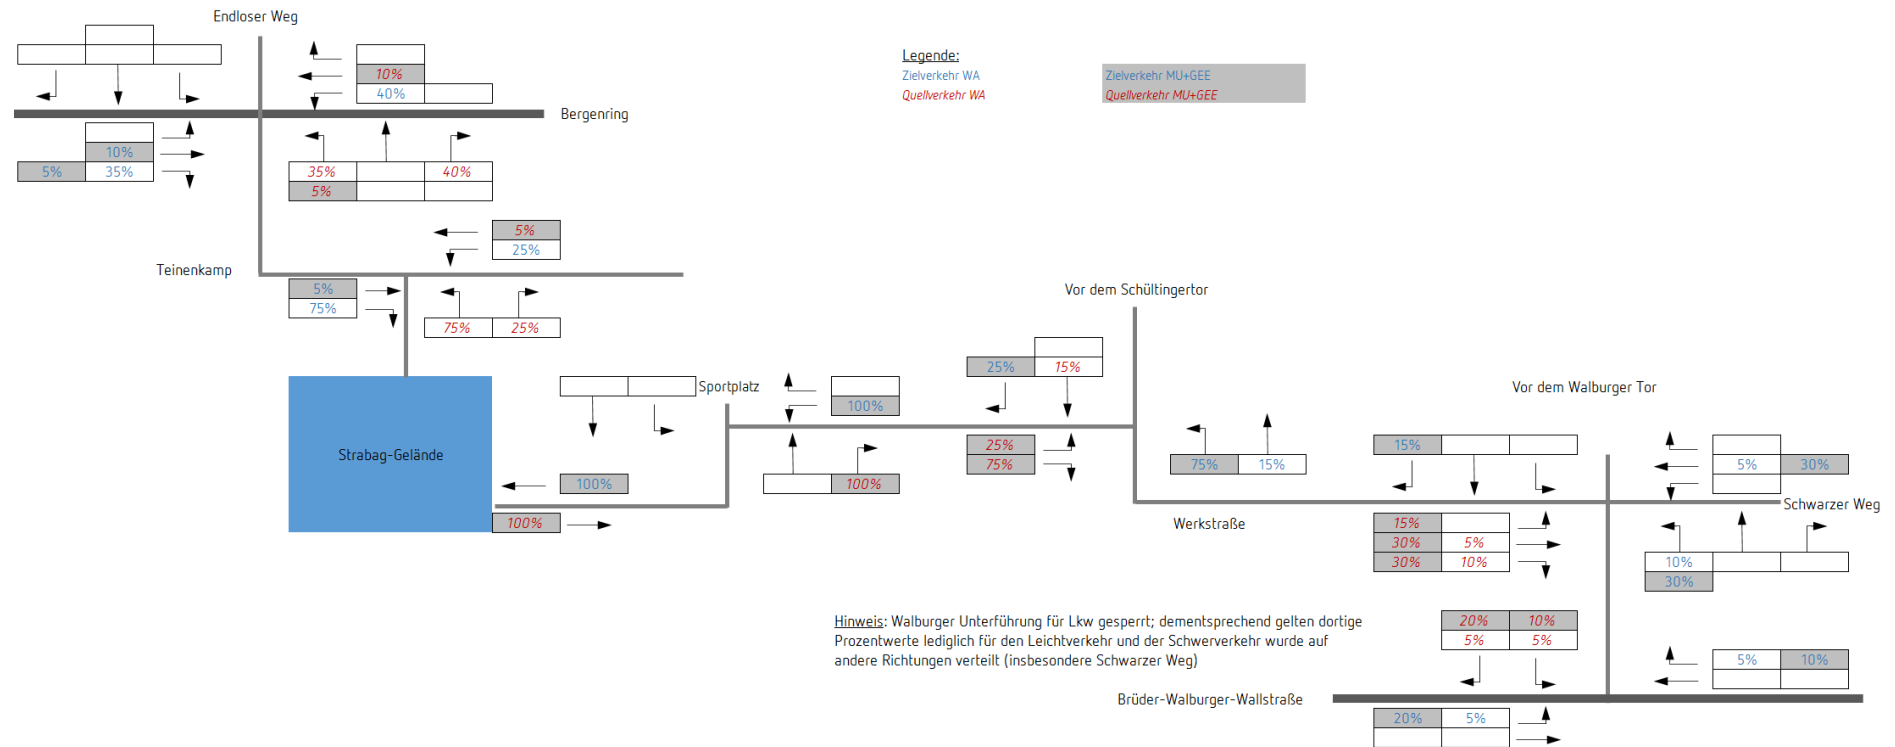 Endloser Weg
10%
40%
Bergenring
10%
5% 35%
35% 40%
5%
Legende:
Zielverkehr WA Zielverkehr MU+GEE
Quellverkehr WA Quellverkehr MU+GEE
5%
25%
Teinenkamp
5%
75%
75% 25%
Strabag-Gelände
Sportplatz
100%
100%
100%
100%
Vor dem Schültingertor
25% 15%
25%
75%
75% 15%
Werkstraße
Vor dem Walburger Tor
15%
5% 30%
Schwarzer Weg
15%
30% 5%
30% 10%
10%
30%
Hinweis: Walburger Unterführung für Lkw gesperrt; dementsprechend gelten dortige
Prozentwerte lediglich für den Leichtverkehr und der Schwerverkehr wurde auf
andere Richtungen verteilt (insbesondere Schwarzer Weg)
20% 10%
5% 5%
5% 10%
Brüder-Walburger-Wallstraße
20% 5%